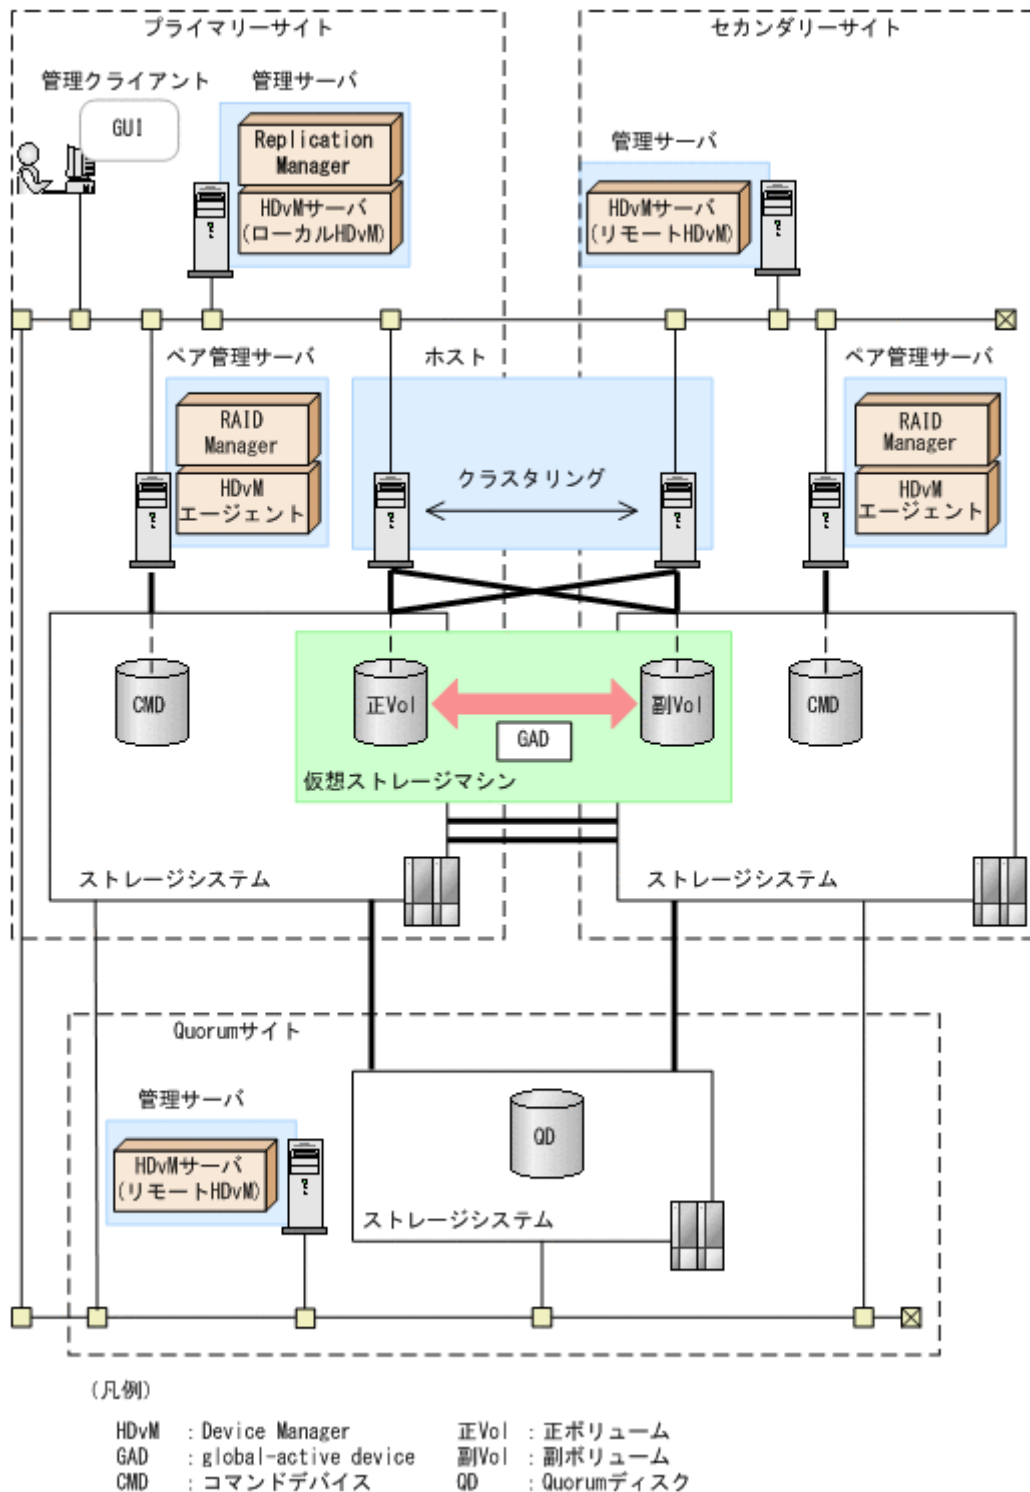 プライマリーサイト
セカンダリーサイト
管理クライアント
管理サーバ
GUI
Replication
Manager
HDvMサーバ
(ローカルHDvM)
管理サーバ
HDvMサーバ
(リモートHDvM)
ペア管理サーバ
ホスト
ペア管理サーバ
RAID
Manager
HDvM
エージェント
クラスタリング
RAID
Manager
HDvM
エージェント
CMD
正Vol
副Vol
CMD
GAD
仮想ストレージマシン
ストレージシステム
ストレージシステム
Quorumサイト
管理サーバ
HDvMサーバ
(リモートHDvM)
QD
ストレージシステム
(凡例)
HDvM : Device Manager 正Vol : 正ボリューム
GAD : global-active device 副Vol : 副ボリューム
CMD : コマンドデバイス QD : Quorumディスク